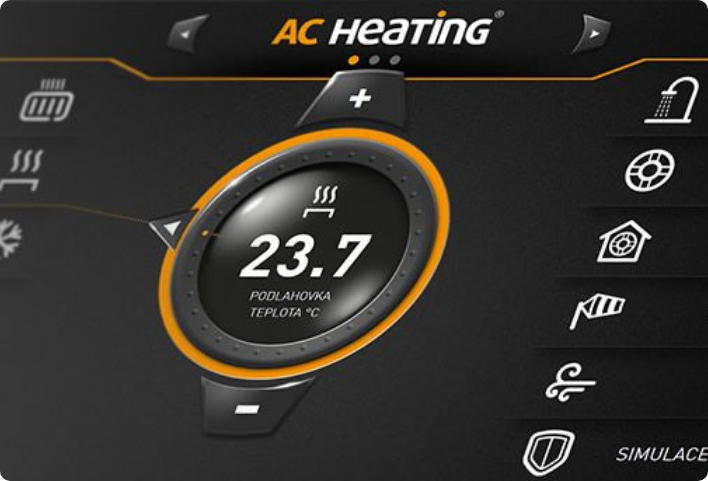 AC HEATING®
+
23.7
PODLAHOVKA
TEPLOTA °C
-
SIMULACE